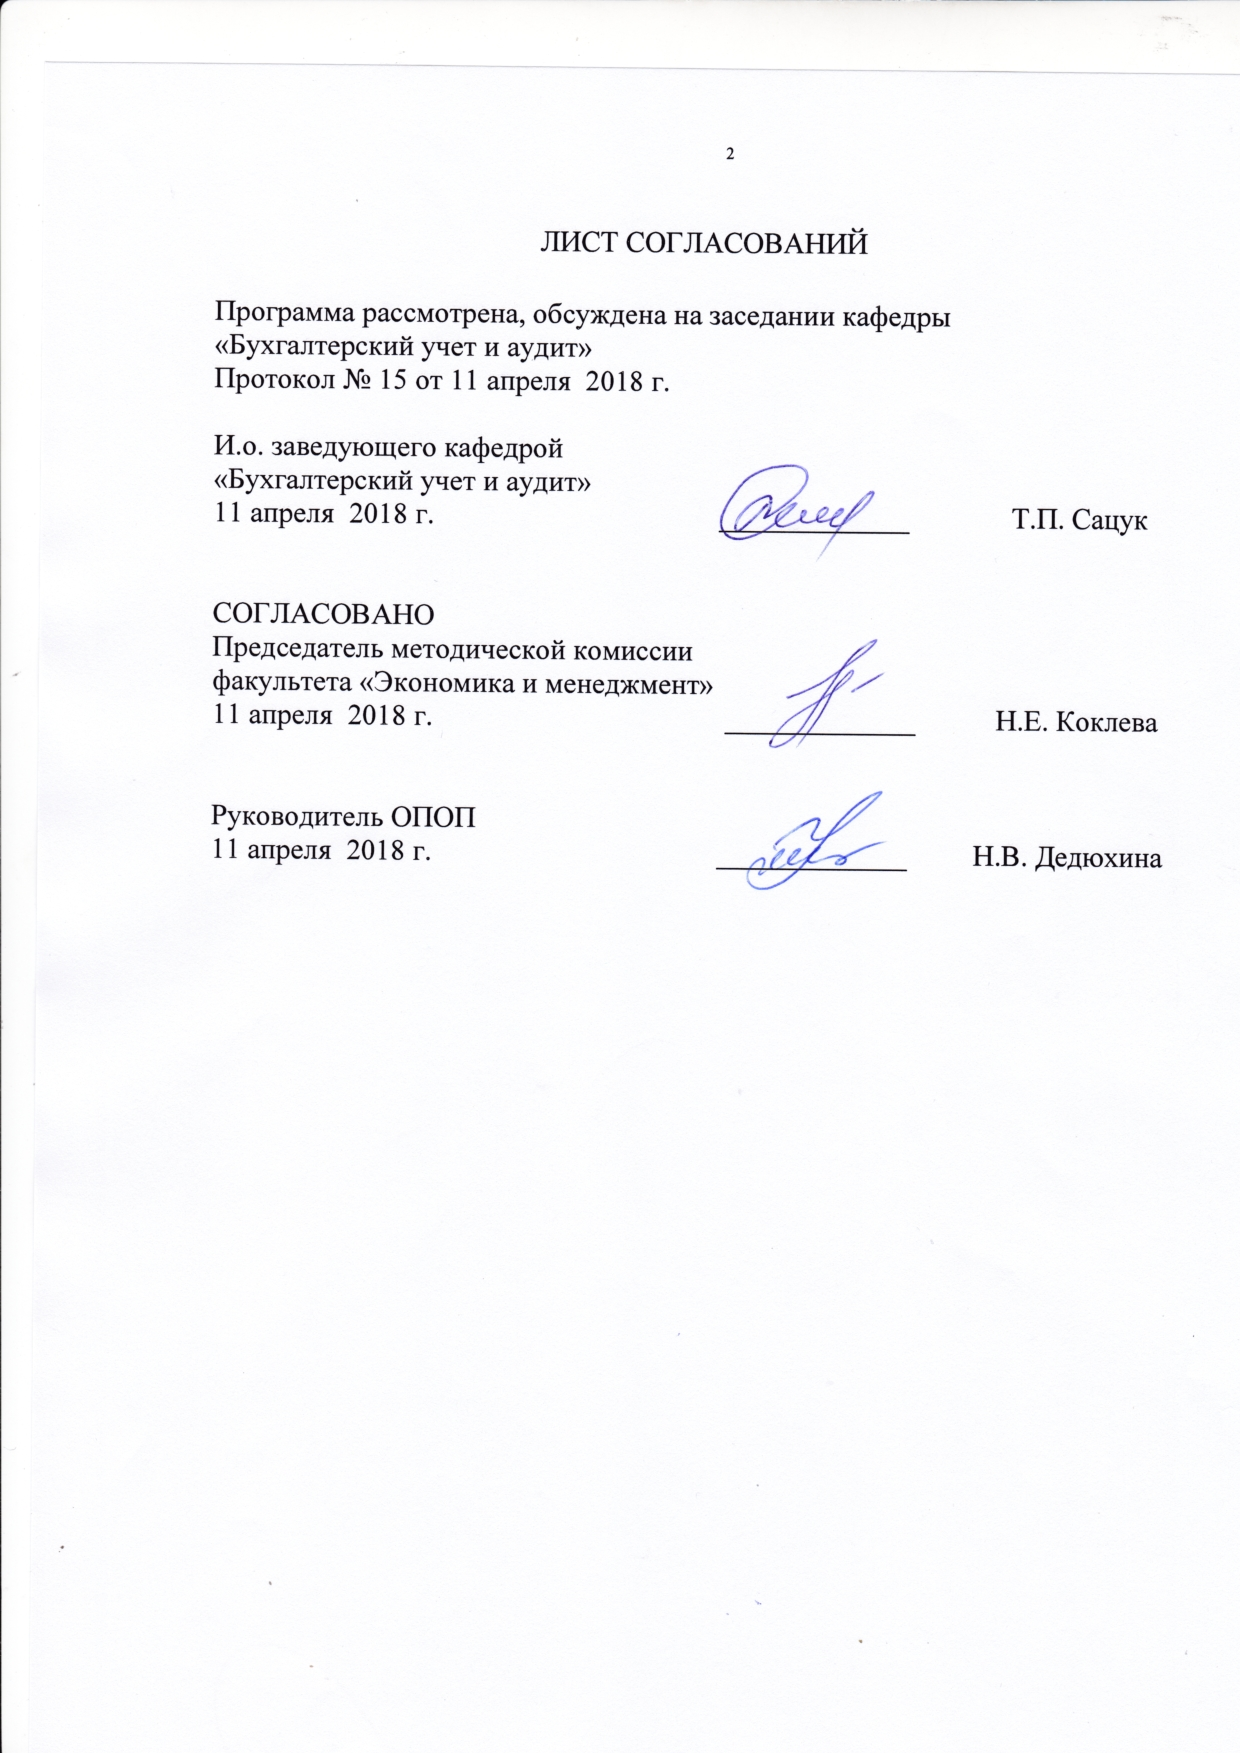 2
ЛИСТ СОГЛАСОВАНИЙ
Программа рассмотрена, обсуждена на заседании кафедры
«Бухгалтерский учет и аудит»
Протокол № 15 от 11 апреля 2018 г.
И.о. заведующего кафедрой
«Бухгалтерский учет и аудит»
11 апреля 2018 г. Т.П. Сацук
СОГЛАСОВАНО
Председатель методической комиссии
факультета «Экономика и менеджмент»
11 апреля 2018 г. Н.Е. Коклева
Руководитель ОПОП
11 апреля 2018 г. Н.В. Дедюхина